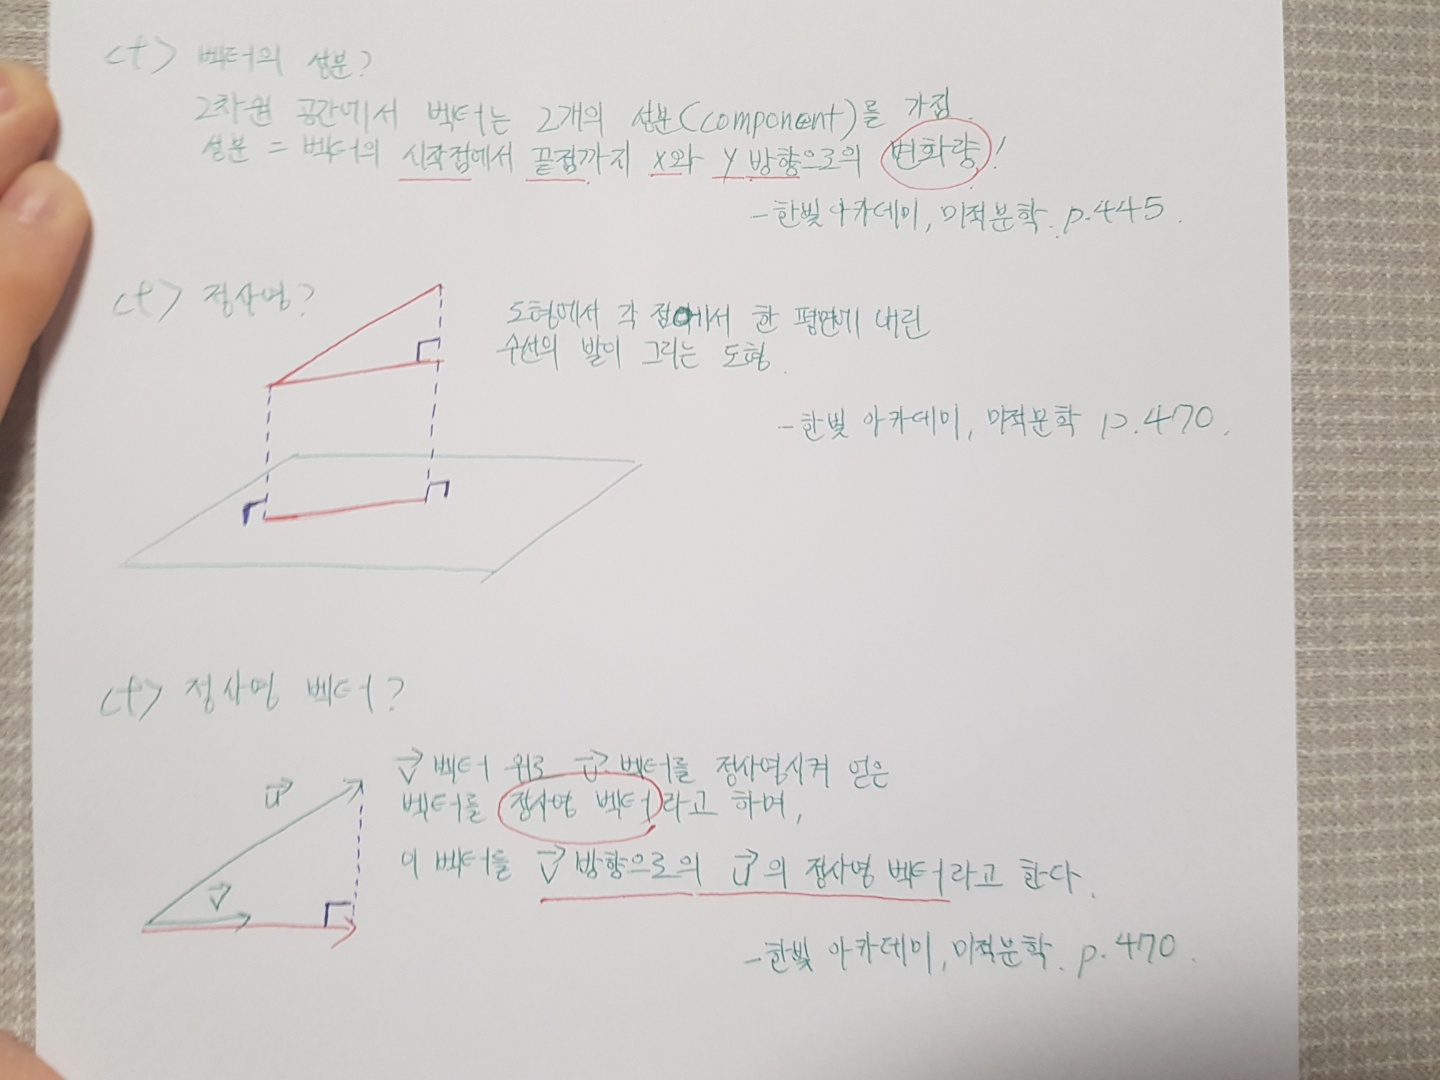 <t> 벡터의 성분?
2차원 공간에서 벡터는 2개의 성분(component)를 가짐.
성분 = 벡터의 시작점에서 끝점까지 x와 y 방향으로의 변화량!
-한빛아카데미, 미적분학. p.445.
<t> 정사영?
도형에서 각 점에서 한 평면에 내린
수선의 발이 그리는 도형.
-한빛 아카데미, 미적분학 p.470.
<t> 정사영 벡터?
v⃗ 벡터 위로 u⃗ 벡터를 정사영시켜 얻은
벡터를 정사영 벡터라고 하며,
이 벡터를 v⃗ 방향으로의 u⃗의 정사영 벡터라고 한다.
u⃗
v⃗
-한빛 아카데미, 미적분학. p.470.